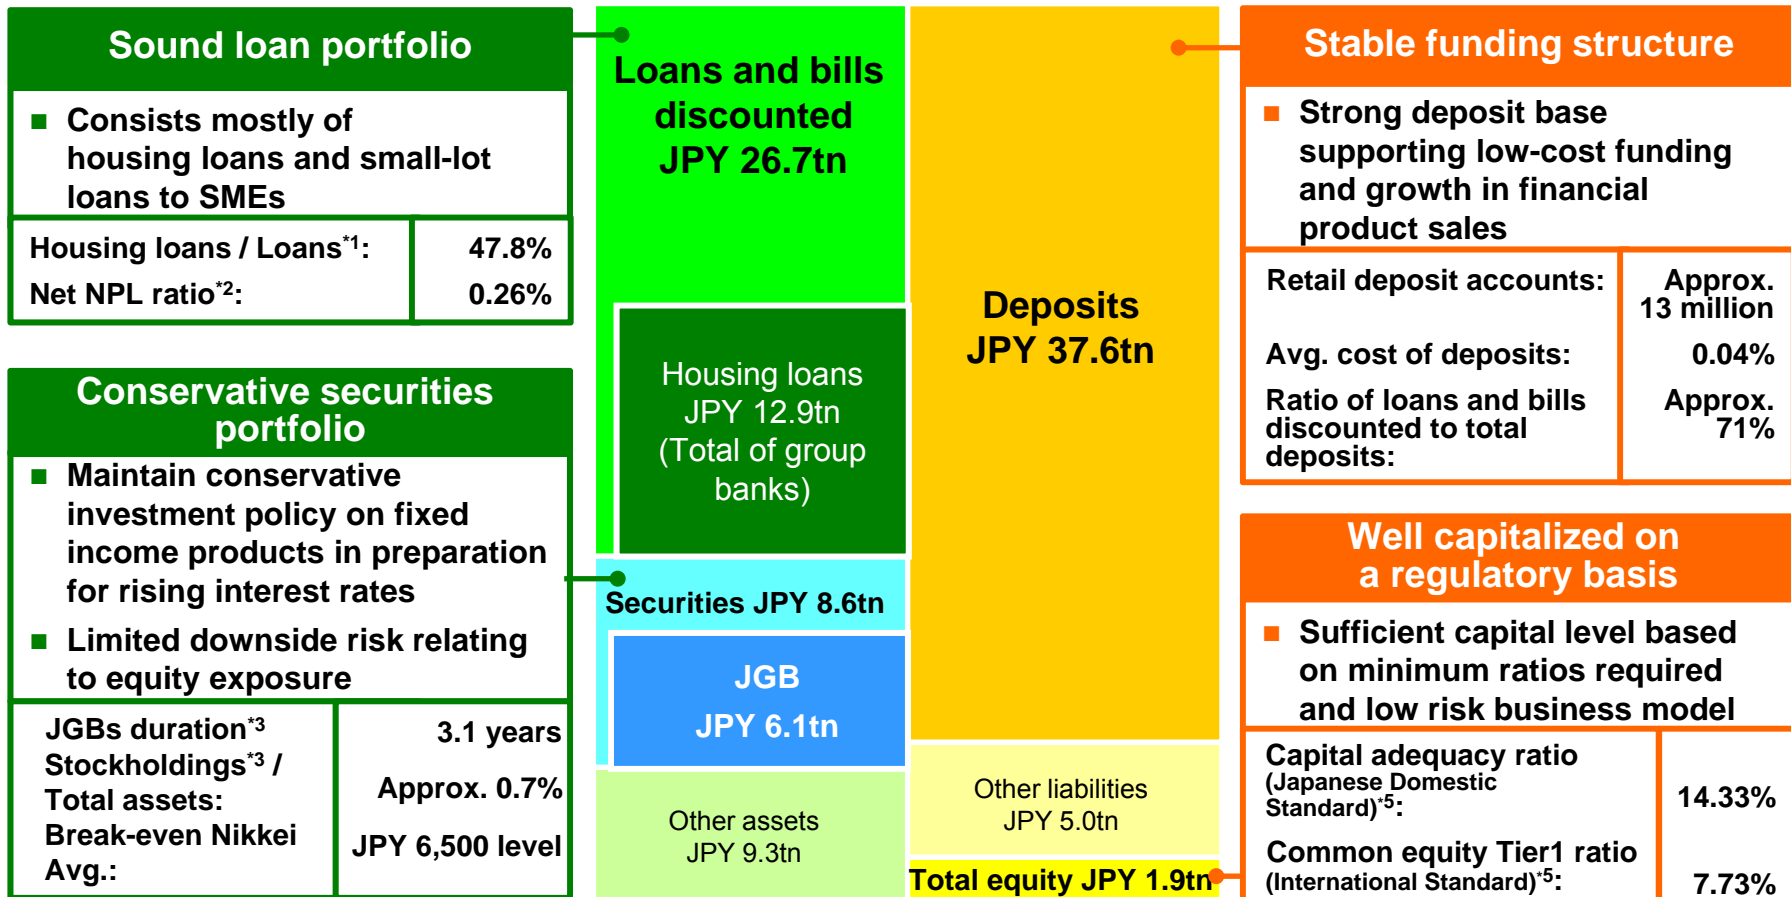 Sound loan portfolio
■ Consists mostly of
housing loans and small-lot
loans to SMEs
Housing loans / Loans*1: 47.8%
Net NPL ratio*2: 0.26%
Conservative securities
portfolio
■ Maintain conservative
investment policy on fixed
income products in preparation
for rising interest rates
■ Limited downside risk relating
to equity exposure
JGBs duration*3 3.1 years
Stockholdings*3 /
Total assets: Approx. 0.7%
Break-even Nikkei
Avg.: JPY 6,500 level
Loans and bills
discounted
JPY 26.7tn
Housing loans
JPY 12.9tn
(Total of group
banks)
Securities JPY 8.6tn
JGB
JPY 6.1tn
Other assets
JPY 9.3tn
Deposits
JPY 37.6tn
Other liabilities
JPY 5.0tn
Total equity JPY 1.9tn
Stable funding structure
■ Strong deposit base
supporting low-cost funding
and growth in financial
product sales
Retail deposit accounts: Approx.
13 million
Avg. cost of deposits: 0.04%
Ratio of loans and bills Approx.
discounted to total 71%
deposits:
Well capitalized on
a regulatory basis
■ Sufficient capital level based
on minimum ratios required
and low risk business model
Capital adequacy ratio
(Japanese Domestic
Standard)*5: 14.33%
Common equity Tier1 ratio
(International Standard)*5: 7.73%